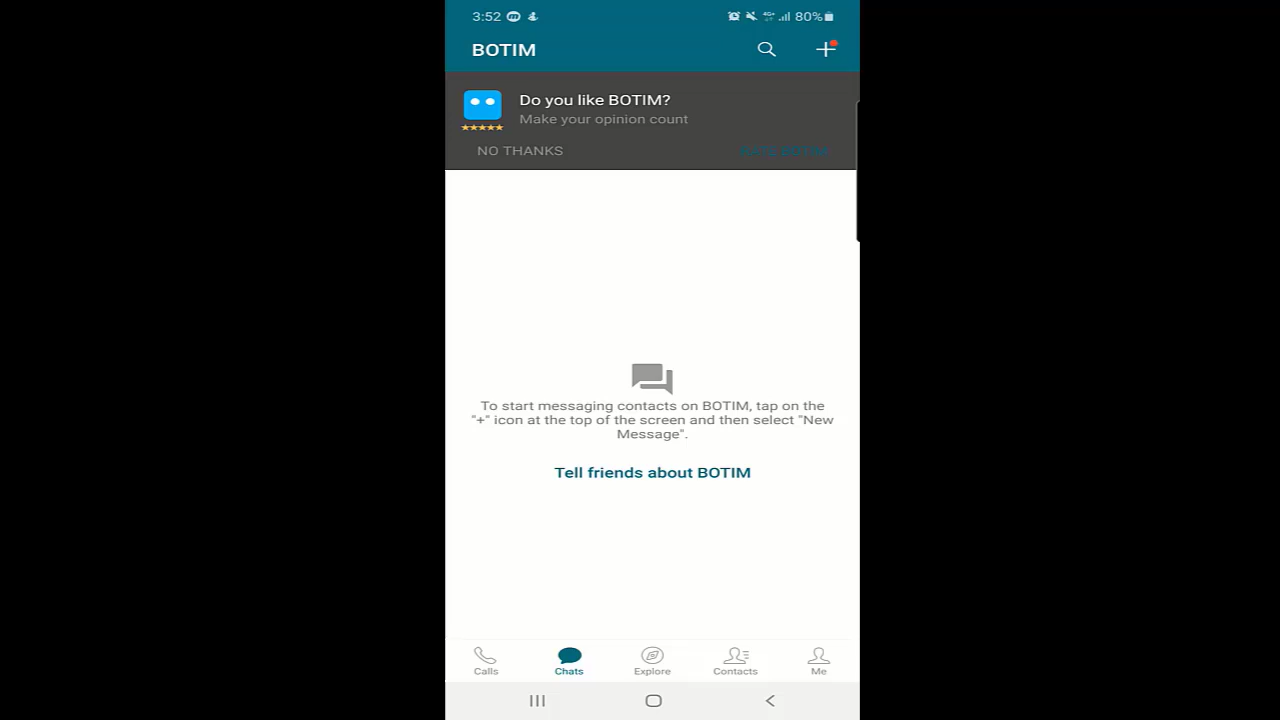 3:52 80%
BOTIM
Do you like BOTIM?
Make your opinion count
NO THANKS RATE BOTIM
To start messaging contacts on BOTIM, tap on the
"+" icon at the top of the screen and then select "New
Message".
Tell friends about BOTIM
Calls Chats Explore Contacts Me